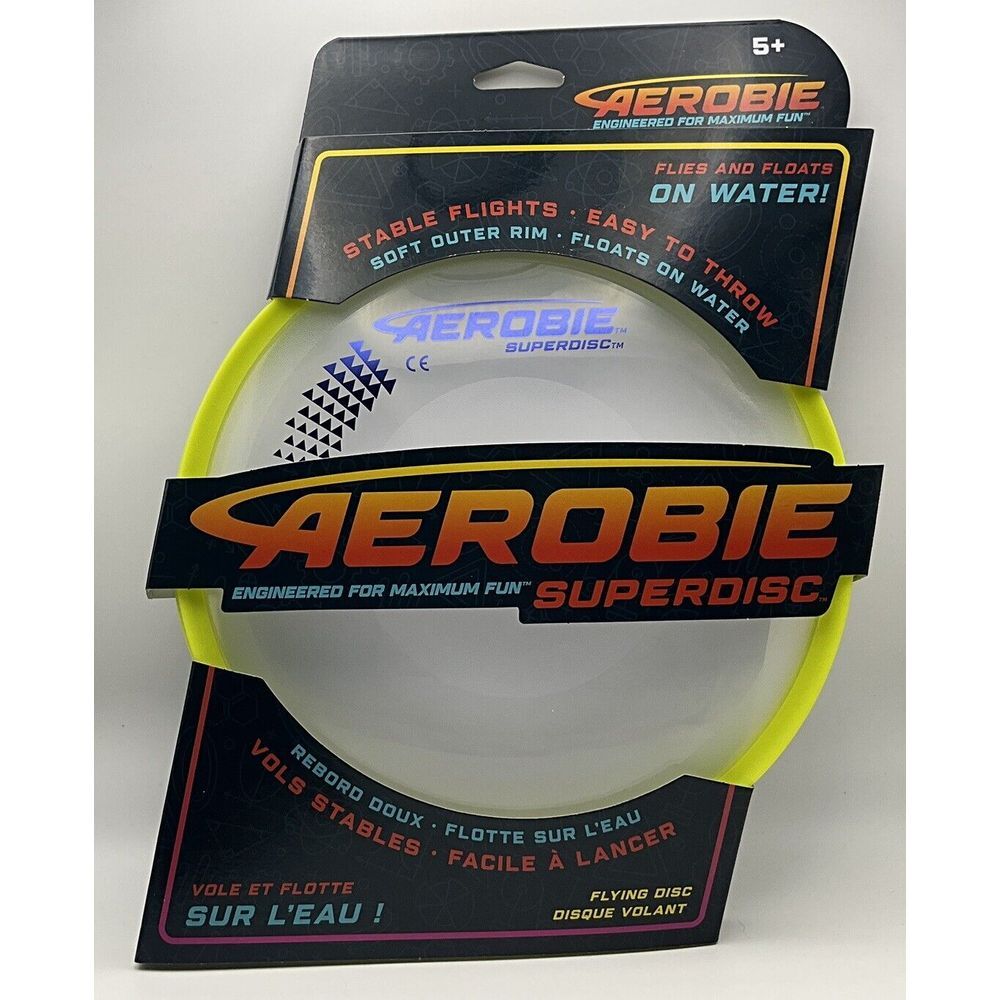 5+
AEROBIE
ENGINEERED FOR MAXIMUM FUN™
FLIES AND FLOATS
ON WATER!
STABLE FLIGHTS · EASY TO THROW
SOFT OUTER RIM · FLOATS ON WATER
AEROBIE™
SUPERDISC™
CE
AEROBIE
ENGINEERED FOR MAXIMUM FUN™ SUPERDISC™
REBORD DOUX · FLOTTE SUR L'EAU
VOLS STABLES · FACILE À LANCER
VOLE ET FLOTTE
SUR L'EAU !
FLYING DISC
DISQUE VOLANT